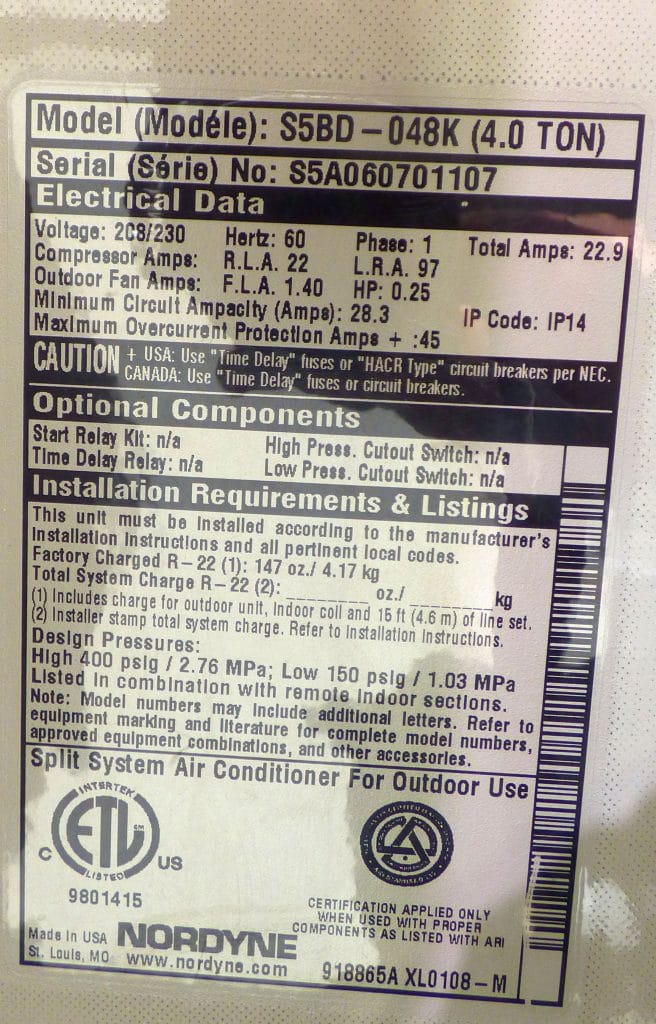 Model (Modéle): S5BD-048K (4.0 TON)
Serial (Série) No: S5A060701107
Electrical Data
Voltage: 208/230 Hertz: 60 Phase: 1 Total Amps: 22.9
Compressor Amps: R.L.A. 22 L.R.A. 97
Outdoor Fan Amps: F.L.A. 1.40 HP: 0.25
Minimum Circuit Ampacity (Amps): 28.3 IP Code: IP14
Maximum Overcurrent Protection Amps + :45
CAUTION + USA: Use "Time Delay" fuses or "HACR Type" circuit breakers per NEC.
CANADA: Use "Time Delay" fuses or circuit breakers.
Optional Components
Start Relay Kit: n/a High Press. Cutout Switch: n/a
Time Delay Relay: n/a Low Press. Cutout Switch: n/a
Installation Requirements & Listings
This unit must be installed according to the manufacturer's
installation instructions and all pertinent local codes.
Factory Charged R-22 (1): 147 oz./ 4.17 kg
Total System Charge R-22 (2): ________ oz./ ________ kg
(1) Includes charge for outdoor unit, indoor coil and 15 ft (4.6 m) of line set.
(2) Installer stamp total system charge. Refer to Installation Instructions.
Design Pressures:
High 400 psig / 2.76 MPa; Low 150 psig / 1.03 MPa
Listed in combination with remote indoor sections.
Note: Model numbers may include additional letters. Refer to
equipment marking and literature for complete model numbers,
approved equipment combinations, and other accessories.
Split System Air Conditioner For Outdoor Use
INTERTEK
ETL SM
LISTED
C US
9801415
CERTIFICATION APPLIED ONLY
WHEN USED WITH PROPER
COMPONENTS AS LISTED WITH ARI
Made in USA NORDYNE
St. Louis, MO www.nordyne.com 918865A XL0108-M